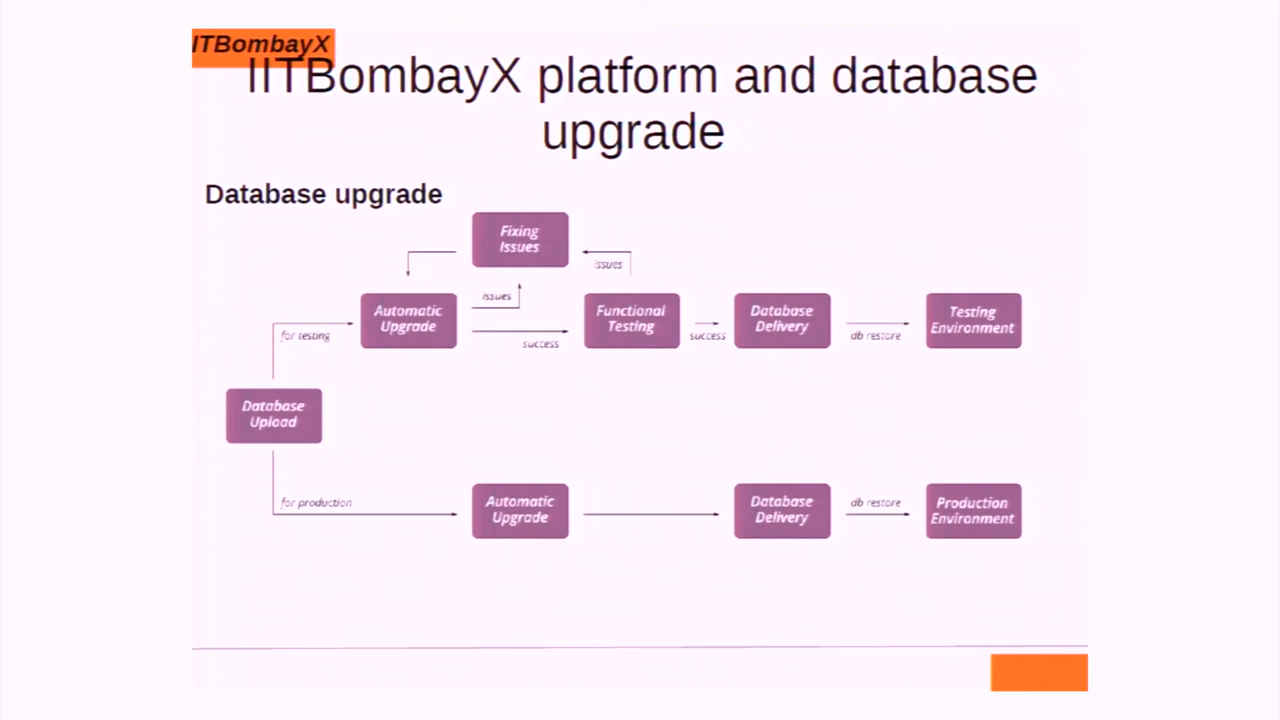 ITBombayX
IITBombayX platform and database
upgrade
Database upgrade
Fixing
Issues
issues
issues
Automatic
Upgrade
Functional
Testing
Database
Delivery
Testing
Environment
for testing
success
success
db restore
Database
Upload
for production
Automatic
Upgrade
Database
Delivery
db restore
Production
Environment